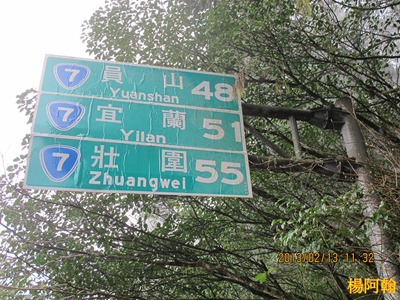 7 員山 48
Yuanshan
7 宜蘭 51
Yilan
7 壯圍 55
Zhuangwei
2013/02/13 11:32
楊阿翰